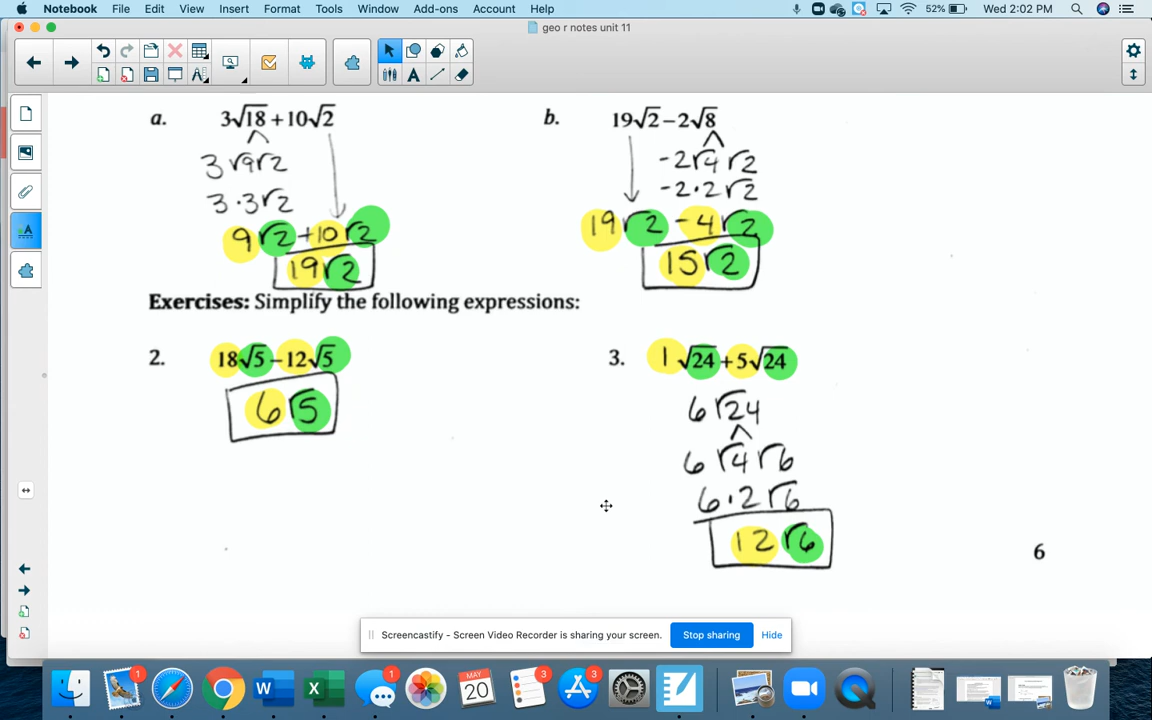 Notebook File Edit View Insert Format Tools Window Add-ons Account Help 52% Wed 2:02 PM
geo r notes unit 11
a. 3√18 + 10√2
3√9√2
3·3√2
9√2 + 10√2
19√2
b. 19√2 − 2√8
-2√4√2
-2·2√2
19√2 - 4√2
15√2
Exercises: Simplify the following expressions:
2. 18√5 − 12√5
6√5
3. 1√24 + 5√24
6√24
6√4√6
6·2√6
12√6
6
Screencastify - Screen Video Recorder is sharing your screen. Stop sharing Hide
1 W X 1 MAY 20 3 3